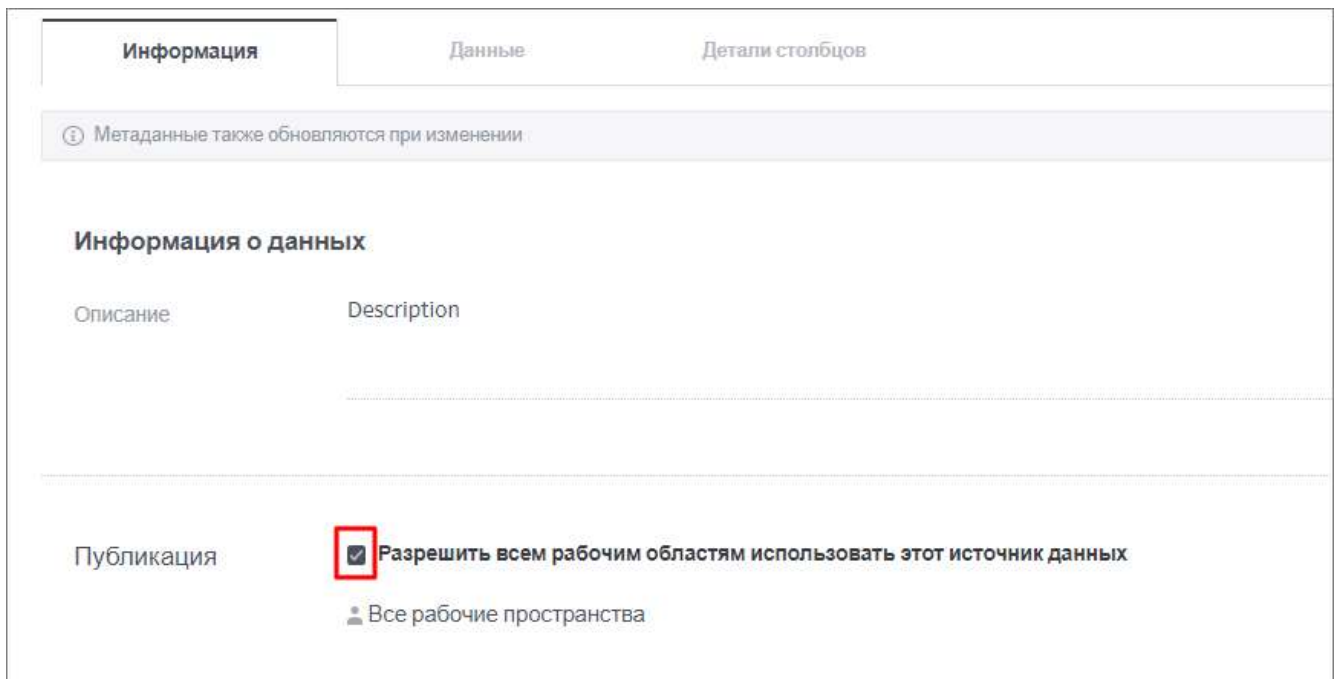 Информация Данные Детали столбцов
Метаданные также обновляются при изменении
Информация о данных
Описание Description
Публикация Разрешить всем рабочим областям использовать этот источник данных
Все рабочие пространства